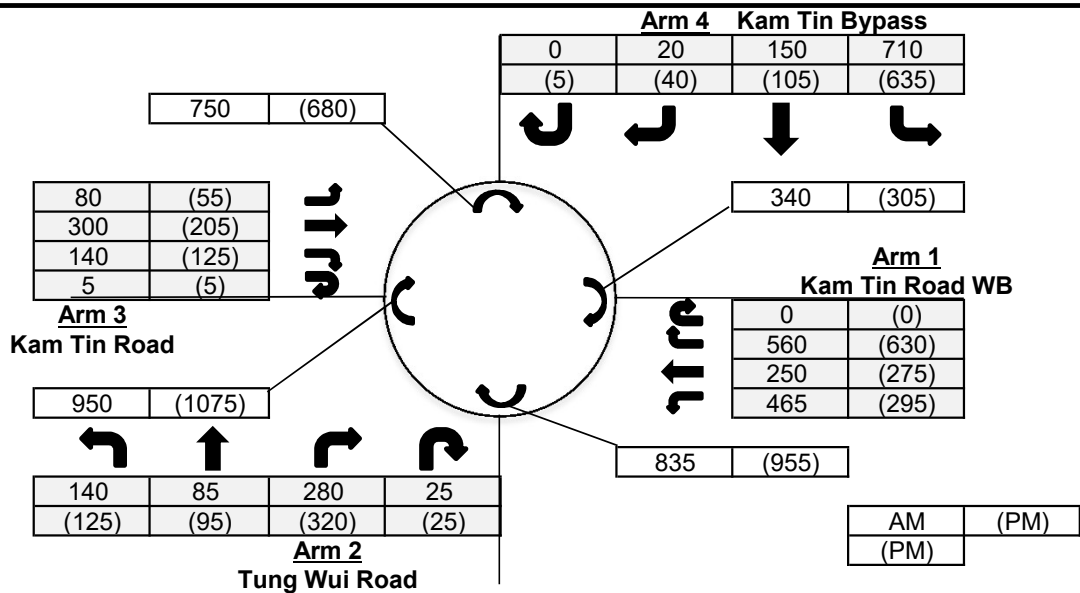 Arm 4 Kam Tin Bypass
0 20 150 710
(5) (40) (105) (635)
750 (680)
340 (305)
80 (55)
300 (205)
140 (125)
5 (5)
Arm 3
Kam Tin Road
Arm 1
Kam Tin Road WB
0 (0)
560 (630)
250 (275)
465 (295)
950 (1075)
835 (955)
140 85 280 25
(125) (95) (320) (25)
Arm 2
Tung Wui Road
AM (PM)
(PM)